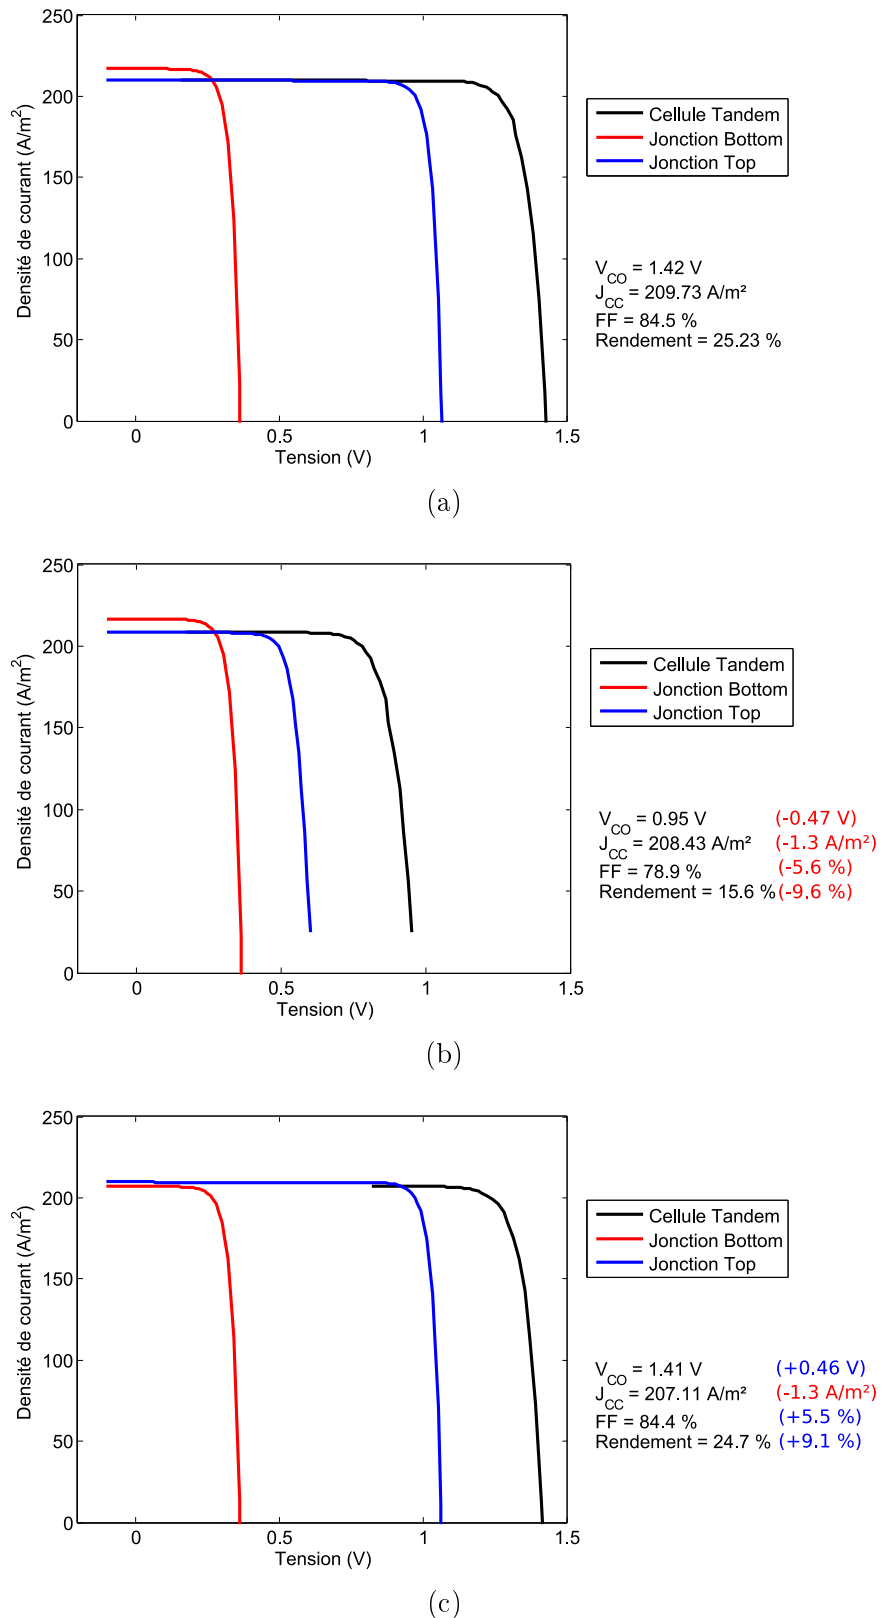 250
200
150
100
50
0
Densité de courant (A/m²)
0
0.5
1
1.5
Tension (V)
Cellule Tandem
Jonction Bottom
Jonction Top
V_CO = 1.42 V
J_CC = 209.73 A/m²
FF = 84.5 %
Rendement = 25.23 %
(a)
250
200
150
100
50
0
Densité de courant (A/m²)
0
0.5
1
1.5
Tension (V)
Cellule Tandem
Jonction Bottom
Jonction Top
V_CO = 0.95 V (-0.47 V)
J_CC = 208.43 A/m² (-1.3 A/m²)
FF = 78.9 % (-5.6 %)
Rendement = 15.6 % (-9.6 %)
(b)
250
200
150
100
50
0
Densité de courant (A/m²)
0
0.5
1
1.5
Tension (V)
Cellule Tandem
Jonction Bottom
Jonction Top
V_CO = 1.41 V (+0.46 V)
J_CC = 207.11 A/m² (-1.3 A/m²)
FF = 84.4 % (+5.5 %)
Rendement = 24.7 % (+9.1 %)
(c)